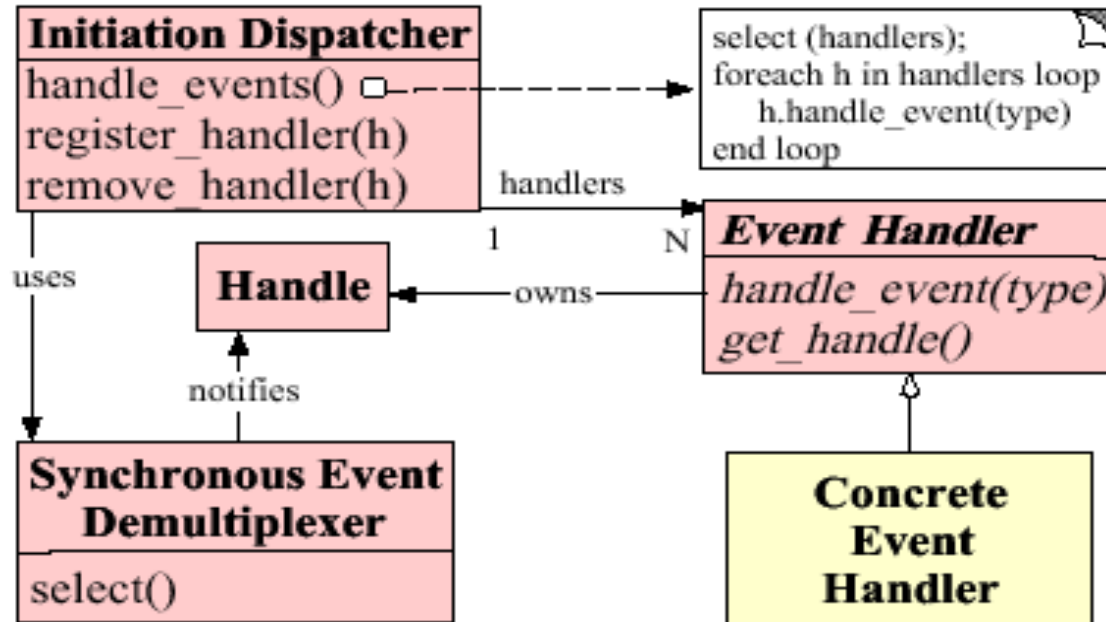 Initiation Dispatcher
handle_events()
register_handler(h)
remove_handler(h)
select (handlers);
foreach h in handlers loop
h.handle_event(type)
end loop
handlers
1
N
uses
Handle
owns
Event Handler
handle_event(type)
get_handle()
notifies
Synchronous Event
Demultiplexer
select()
Concrete
Event
Handler